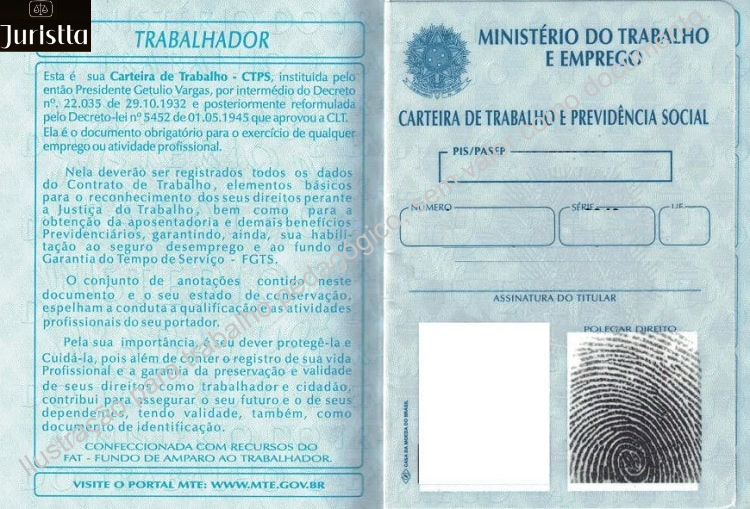 Juristta
TRABALHADOR
Esta é sua Carteira de Trabalho - CTPS, instituída pelo
então Presidente Getulio Vargas, por intermédio do Decreto
nº. 22.035 de 29.10.1932 e posteriormente reformulada
pelo Decreto-lei nº 5452 de 01.05.1945 que aprovou a CLT.
Ela é o documento obrigatório para o exercício de qualquer
emprego ou atividade profissional.
Nela deverão ser registrados todos os dados
do Contrato de Trabalho, elementos básicos
para o reconhecimento dos seus direitos perante
a Justiça do Trabalho, bem como para a
obtenção da aposentadoria e demais benefícios
Previdenciários, garantindo, ainda, sua habili-
tação ao seguro desemprego e ao fundo de
Garantia do Tempo de Serviço - FGTS.
O conjunto de anotações contido neste
documento e o seu estado de conservação,
espelham a conduta a qualificação e as atividades
profissionais do seu portador.
Pela sua importância, é seu dever protegê-la e
Cuidá-la, pois além de conter o registro de sua vida
Profissional e a garantia da preservação e validade
de seus direitos como trabalhador e cidadão,
contribui para assegurar o seu futuro e o de seus
dependentes, tendo validade, também, como
documento de identificação.
CONFECCIONADA COM RECURSOS DO
FAT - FUNDO DE AMPARO AO TRABALHADOR.
VISITE O PORTAL MTE: WWW.MTE.GOV.BR
MINISTÉRIO DO TRABALHO
E EMPREGO
CARTEIRA DE TRABALHO E PREVIDÊNCIA SOCIAL
PIS/PASEP
NÚMERO SÉRIE UF
ASSINATURA DO TITULAR
POLEGAR DIREITO
CASA DA MOEDA DO BRASIL
Ilustração para trabalho pedagógico sem valor como documento